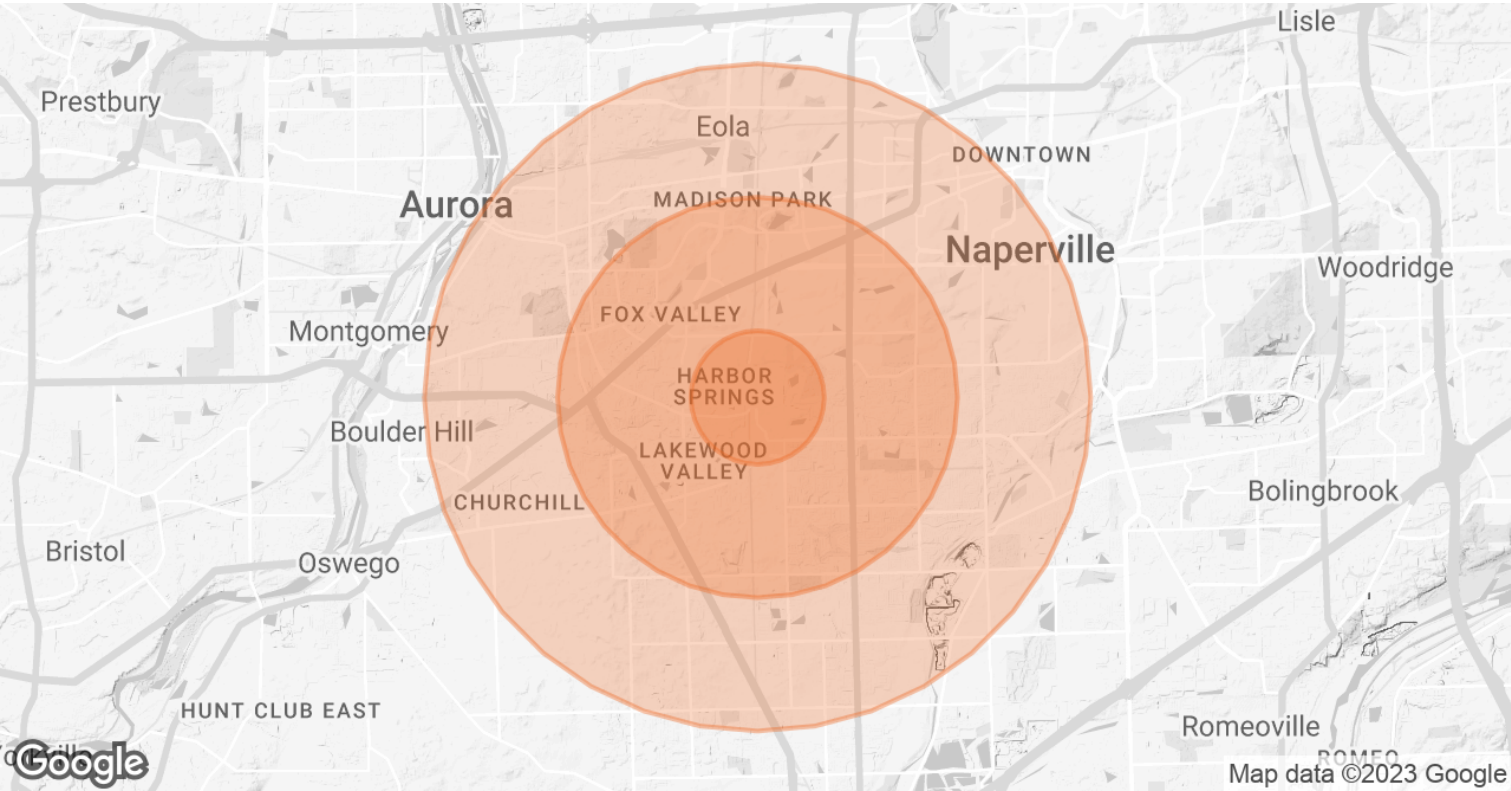 Lisle
Prestbury
Eola
DOWNTOWN
MADISON PARK
Aurora
Naperville
Woodridge
FOX VALLEY
Montgomery
HARBOR
SPRINGS
Boulder Hill
LAKEWOOD
VALLEY
Bolingbrook
CHURCHILL
Bristol
Oswego
HUNT CLUB EAST
Romeoville
ROMEO
Google
Map data ©2023 Google